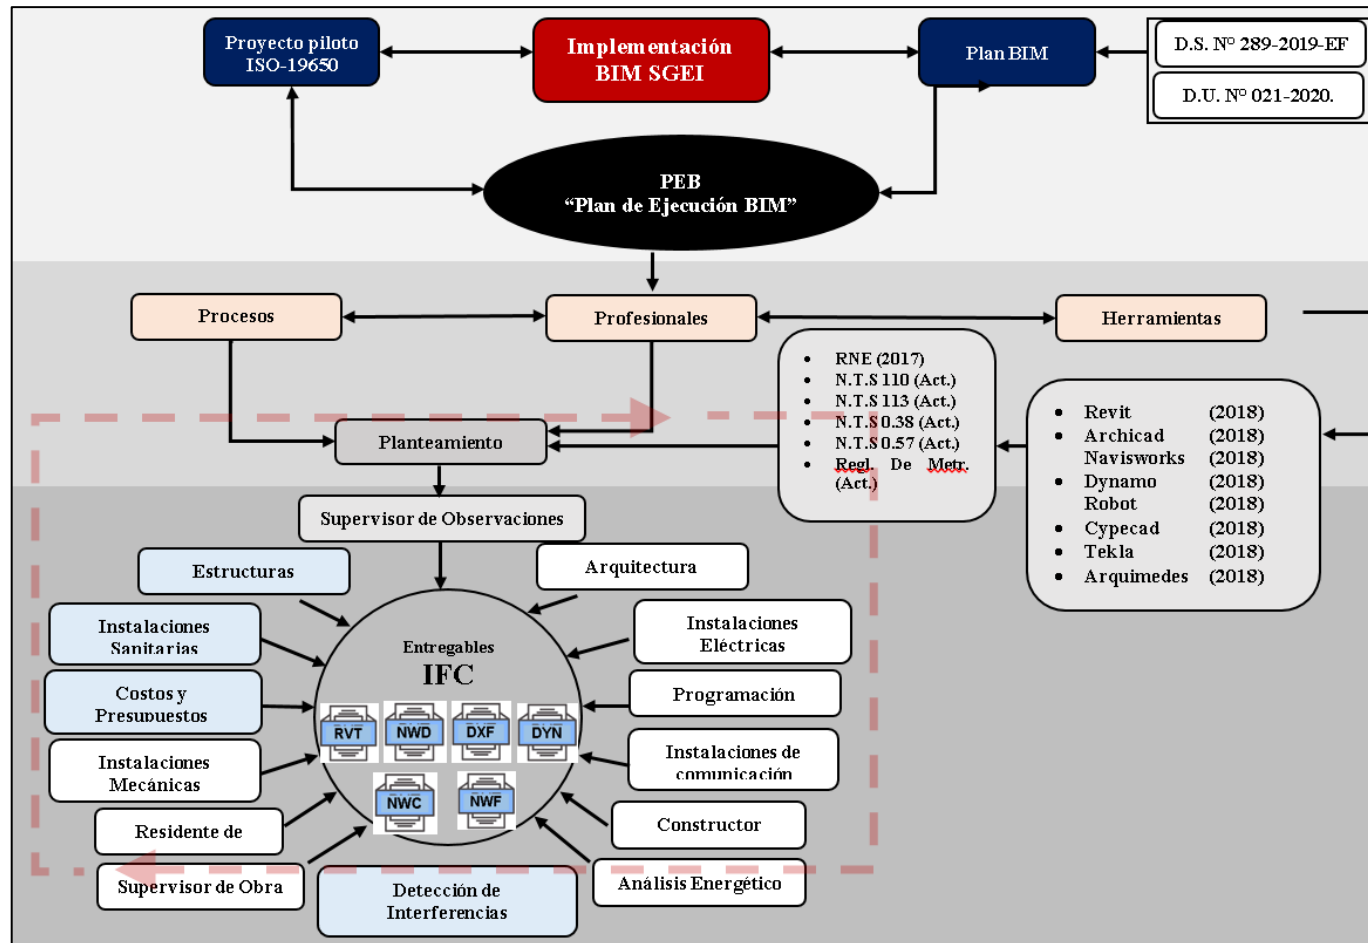 Proyecto piloto
ISO-19650
Implementación
BIM SGEI
Plan BIM
D.S. N° 289-2019-EF
D.U. N° 021-2020.
PEB
“Plan de Ejecución BIM”
Procesos
Profesionales
Herramientas
• RNE (2017)
• N.T.S 110 (Act.)
• N.T.S 113 (Act.)
• N.T.S 0.38 (Act.)
• N.T.S 0.57 (Act.)
• Regl. De Metr.
(Act.)
• Revit (2018)
• Archicad (2018)
Navisworks (2018)
• Dynamo (2018)
Robot (2018)
• Cypecad (2018)
• Tekla (2018)
• Arquimedes (2018)
Planteamiento
Supervisor de Observaciones
Estructuras
Arquitectura
Instalaciones
Sanitarias
Instalaciones
Eléctricas
Entregables
IFC
Costos y
Presupuestos
Programación
RVT
NWD
DXF
DYN
Instalaciones
Mecánicas
Instalaciones de
comunicación
NWC
NWF
Residente de
Constructor
Supervisor de Obra
Análisis Energético
Detección de
Interferencias